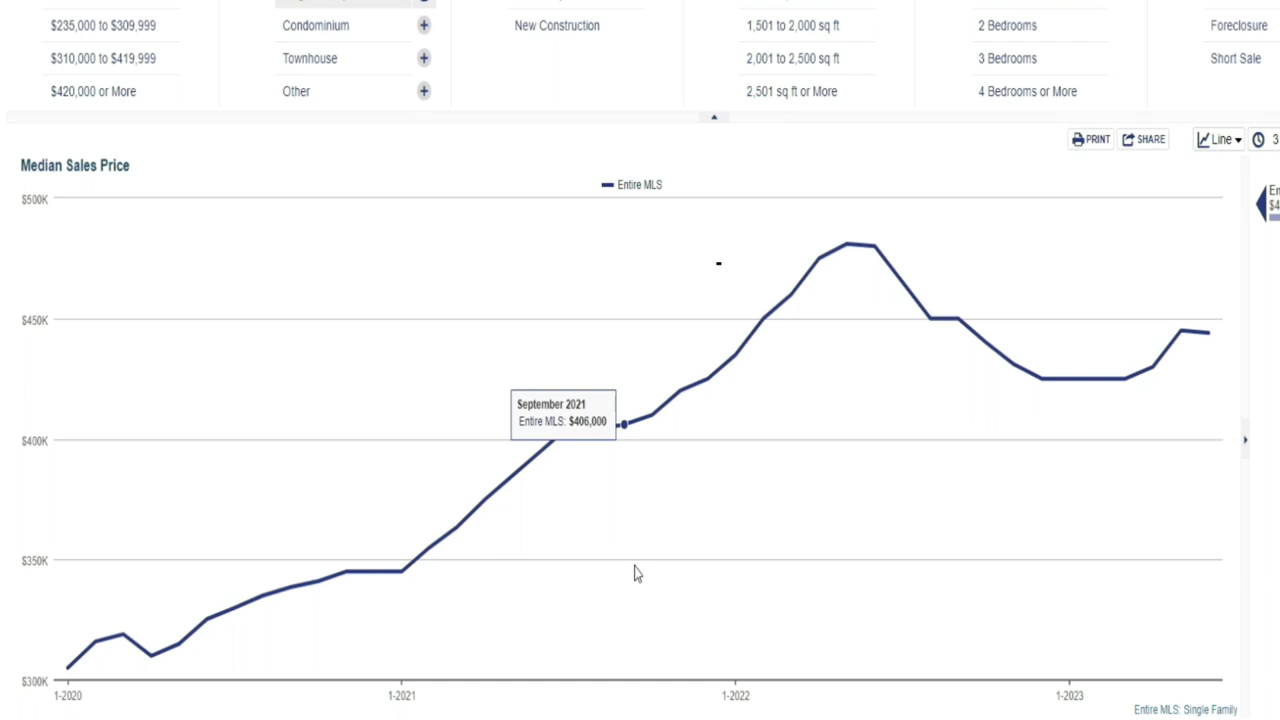 $235,000 to $309,999
Condominium
New Construction
1,501 to 2,000 sq ft
2 Bedrooms
Foreclosure
$310,000 to $419,999
Townhouse
2,001 to 2,500 sq ft
3 Bedrooms
Short Sale
$420,000 or More
Other
2,501 sq ft or More
4 Bedrooms or More
PRINT
SHARE
Line
3
Median Sales Price
Entire MLS
$500K
$450K
September 2021
Entire MLS: $406,000
$400K
$350K
$300K
1-2020
1-2021
1-2022
1-2023
Entire MLS: Single Family